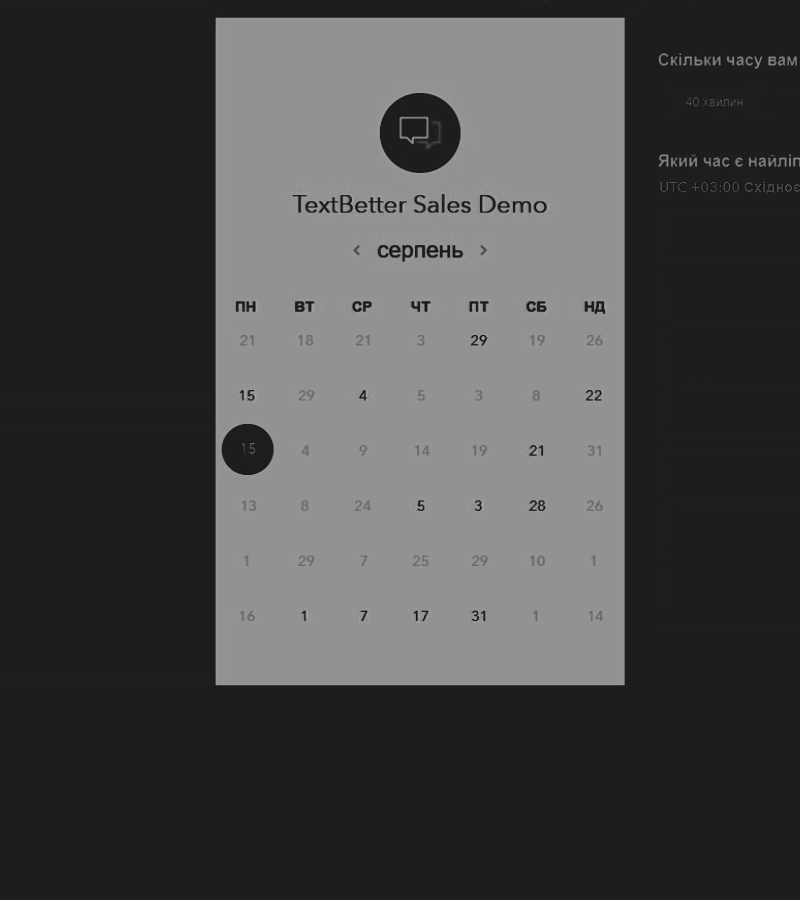 TextBetter Sales Demo
серпень
ПН ВТ СР ЧТ ПТ СБ НД
21 18 21 3 29 19 26
15 29 4 5 3 8 22
15 4 9 14 19 21 31
13 8 24 5 3 28 26
1 29 7 25 29 10 1
16 1 7 17 31 1 14
Скільки часу вам
40 хвилин
Який час є найліп
UTC +03:00 Східноє